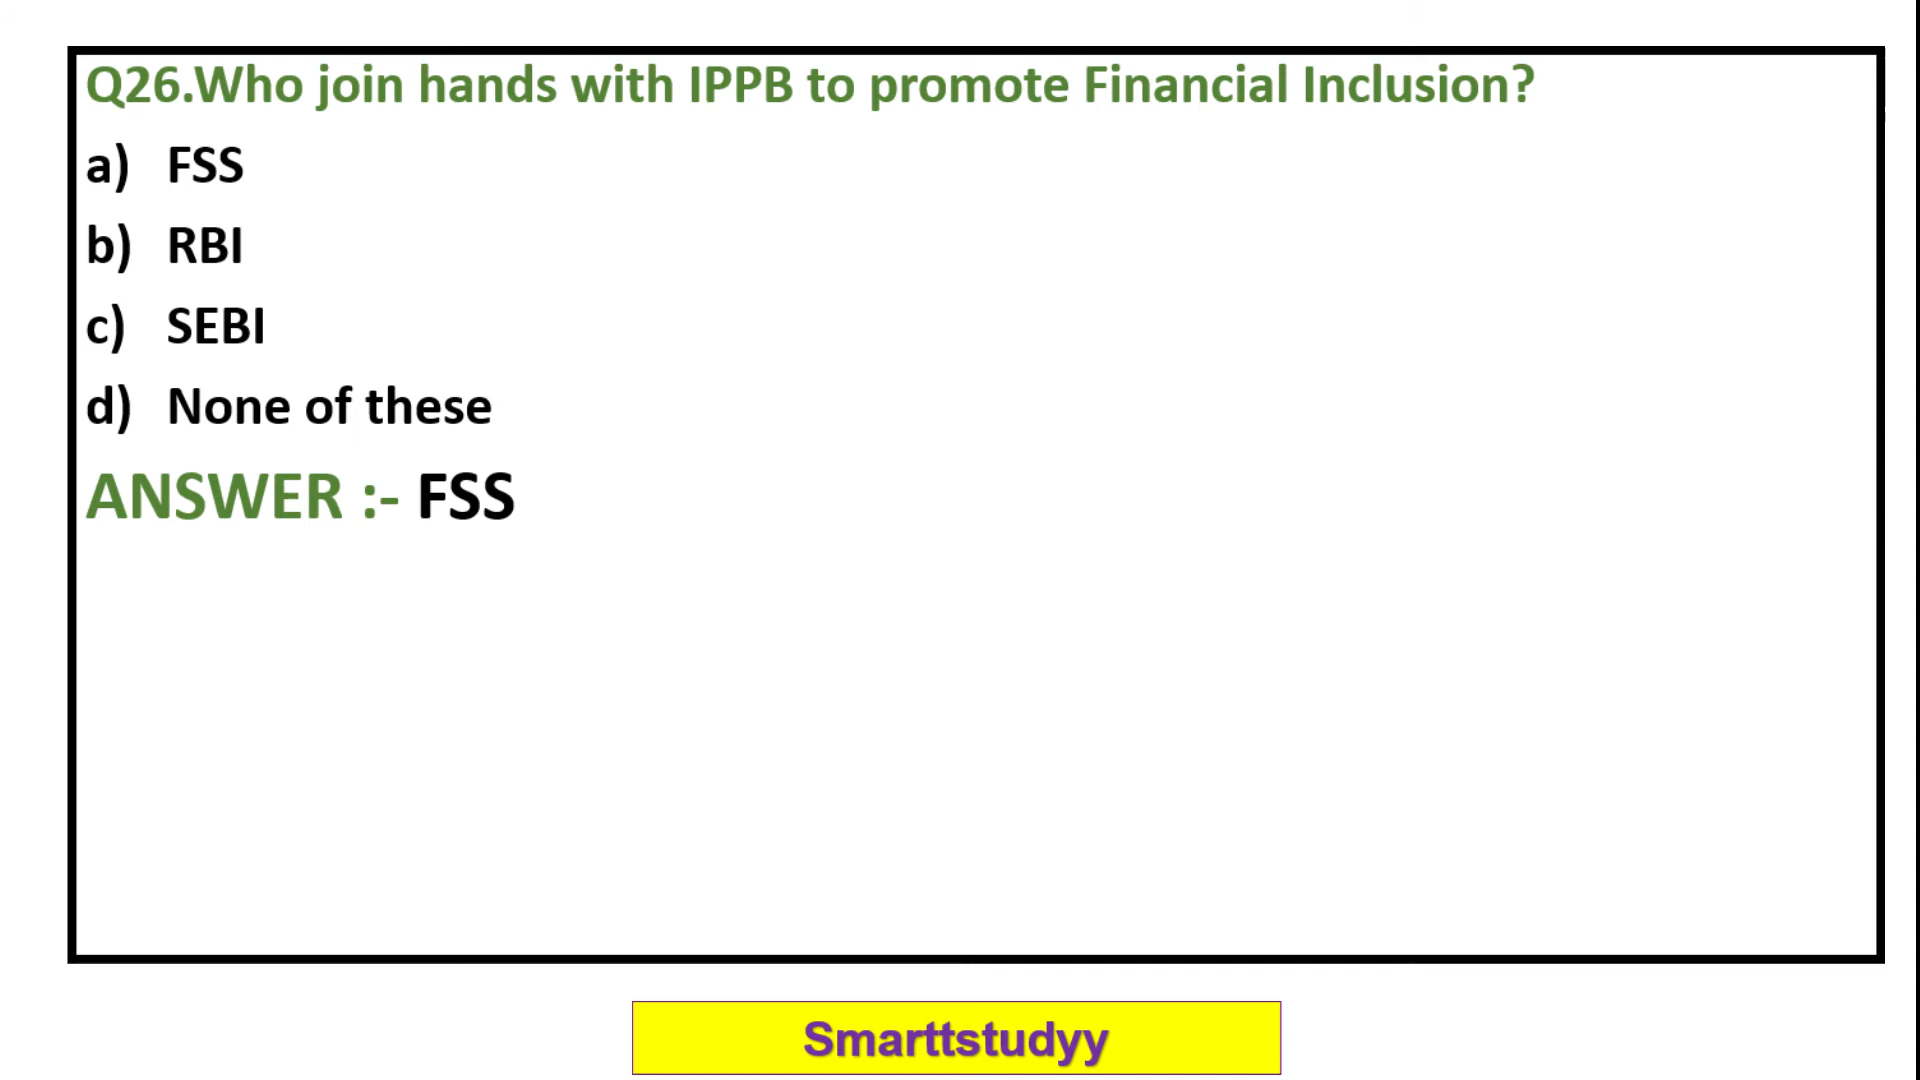 Q26.Who join hands with IPPB to promote Financial Inclusion?
a) FSS
b) RBI
c) SEBI
d) None of these
ANSWER :- FSS
Smarttstudyy